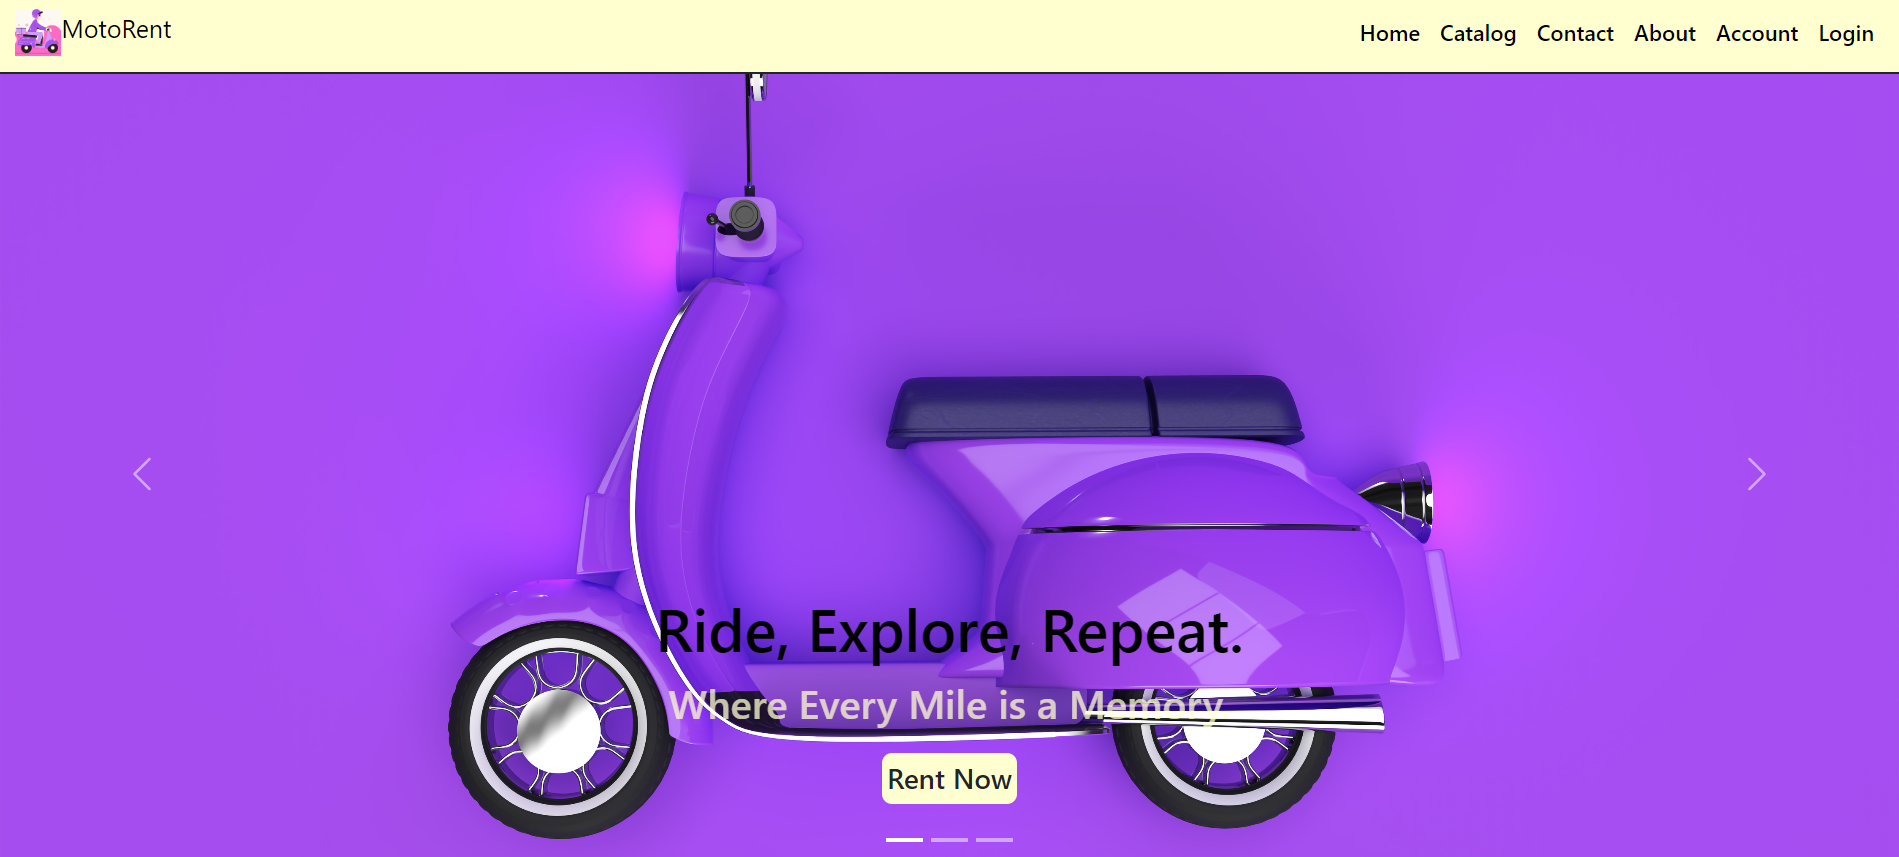 MotoRent
Home Catalog Contact About Account Login
Ride, Explore, Repeat.
Where Every Mile is a Memory.
Rent Now